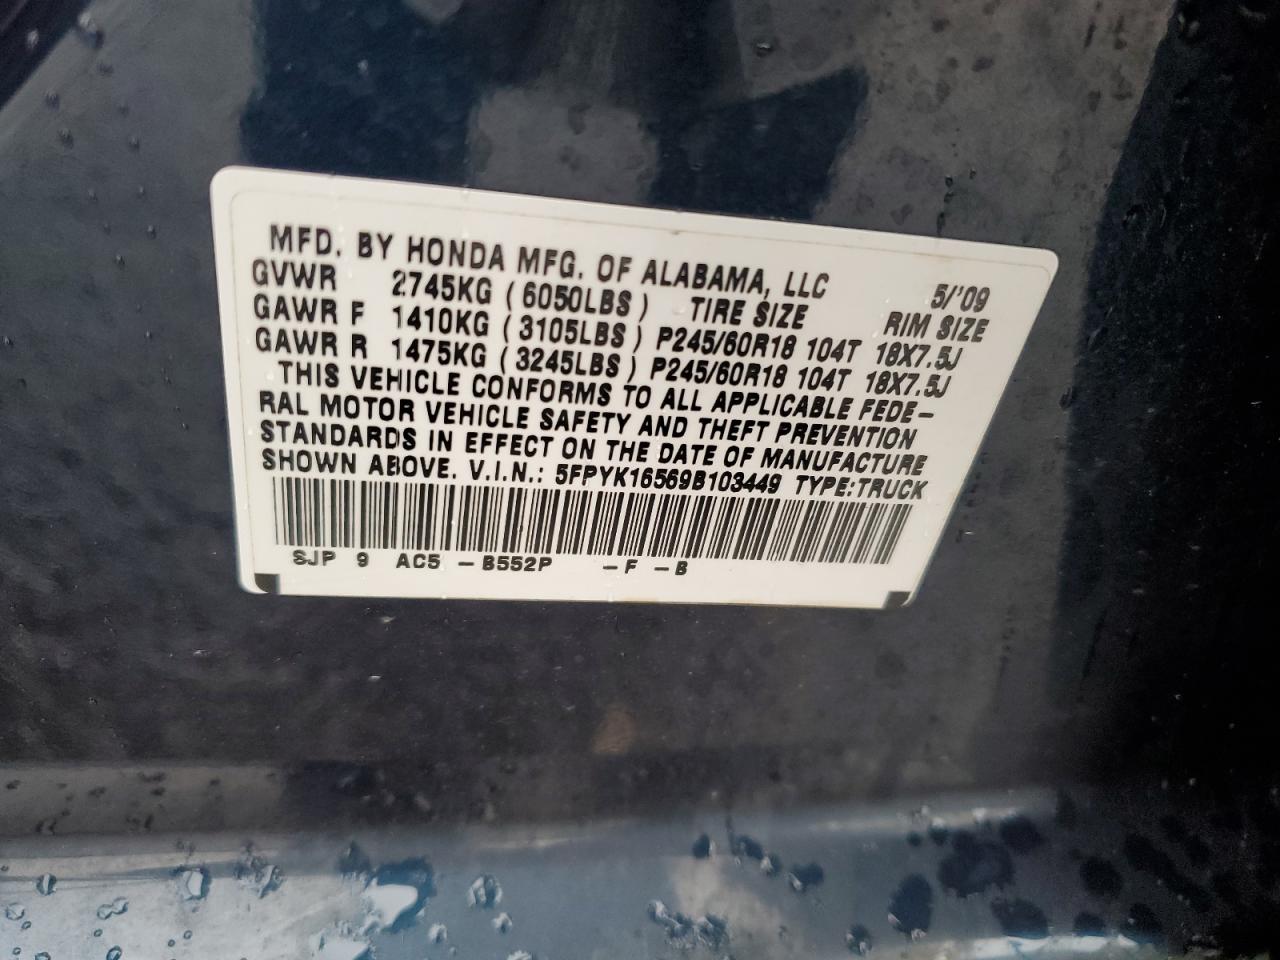 MFD. BY HONDA MFG. OF ALABAMA, LLC 5/'09
GVWR 2745KG (6050LBS) TIRE SIZE RIM SIZE
GAWR F 1410KG (3105LBS) P245/60R18 104T 18X7.5J
GAWR R 1475KG (3245LBS) P245/60R18 104T 18X7.5J
THIS VEHICLE CONFORMS TO ALL APPLICABLE FEDE-
RAL MOTOR VEHICLE SAFETY AND THEFT PREVENTION
STANDARDS IN EFFECT ON THE DATE OF MANUFACTURE
SHOWN ABOVE. V.I.N.: 5FPYK16569B103449 TYPE:TRUCK
SJP 9 AC5 -B552P -F -B